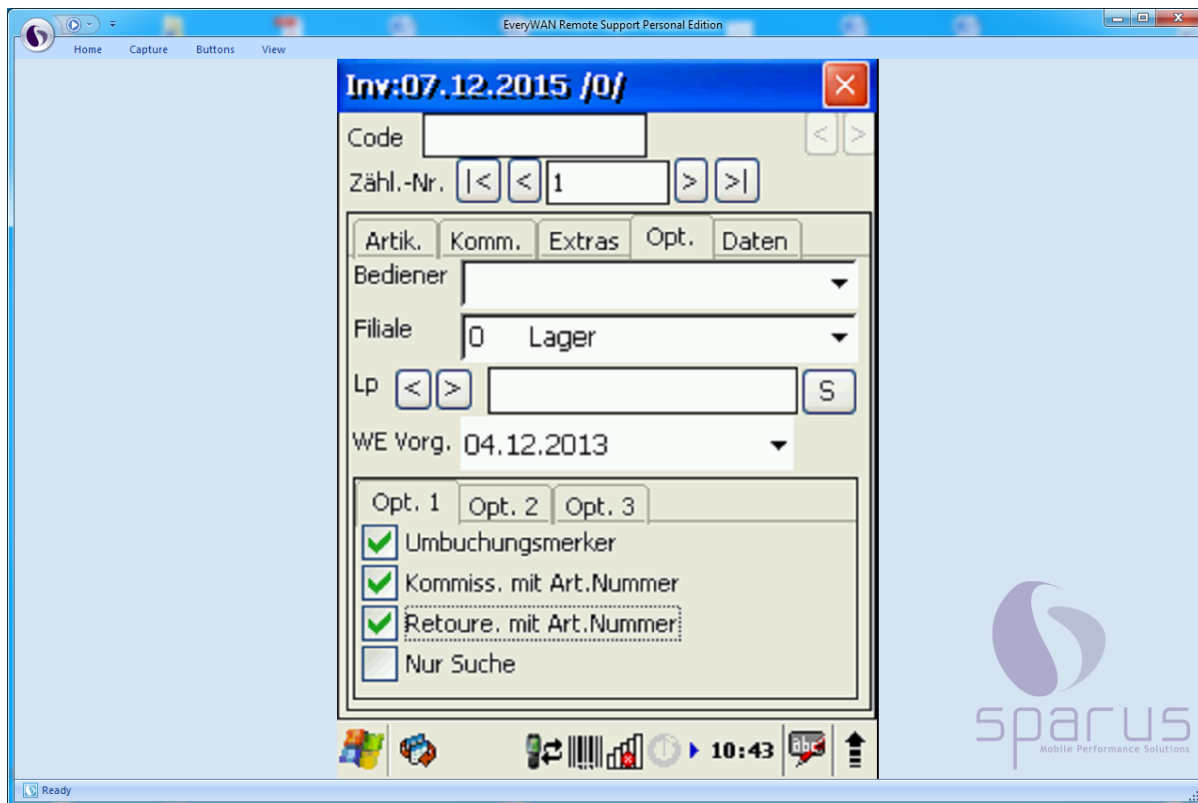 EveryWAN Remote Support Personal Edition
Home Capture Buttons View
Inv:07.12.2015 /0/
Code < >
Zähl.-Nr. |< < 1 > >|
Artik. Komm. Extras Opt. Daten
Bediener
Filiale 0 Lager
Lp < > S
WE Vorg. 04.12.2013
Opt. 1 Opt. 2 Opt. 3
Umbuchungsmerker
Kommiss. mit Art.Nummer
Retoure. mit Art.Nummer
Nur Suche
10:43 abc
sparus
Mobile Performance Solutions
Ready